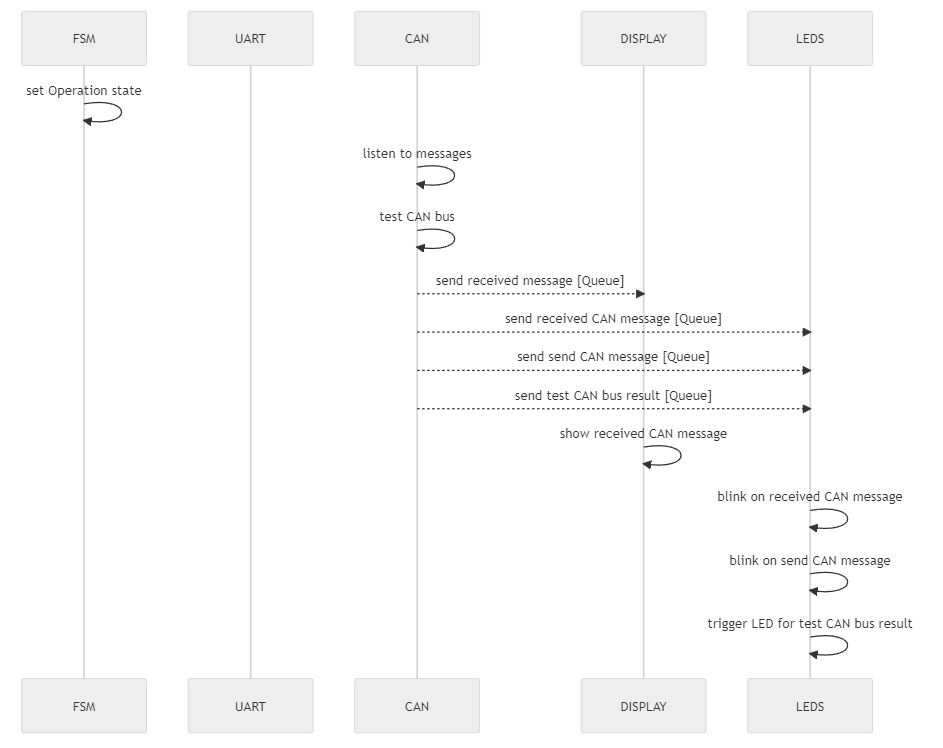 FSM
UART
CAN
DISPLAY
LEDS
set Operation state
listen to messages
test CAN bus
send received message [Queue]
send received CAN message [Queue]
send send CAN message [Queue]
send test CAN bus result [Queue]
show received CAN message
blink on received CAN message
blink on send CAN message
trigger LED for test CAN bus result
FSM
UART
CAN
DISPLAY
LEDS